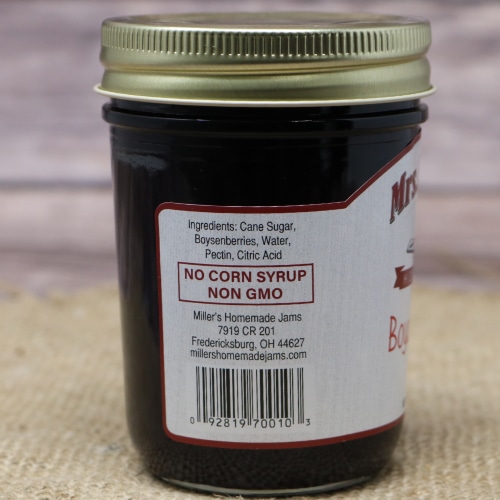 Ingredients: Cane Sugar,
Boysenberries, Water,
Pectin, Citric Acid
NO CORN SYRUP
NON GMO
Miller's Homemade Jams
7919 CR 201
Fredericksburg, OH 44627
millershomemadejams.com
0 92819 70010 3
Mrs